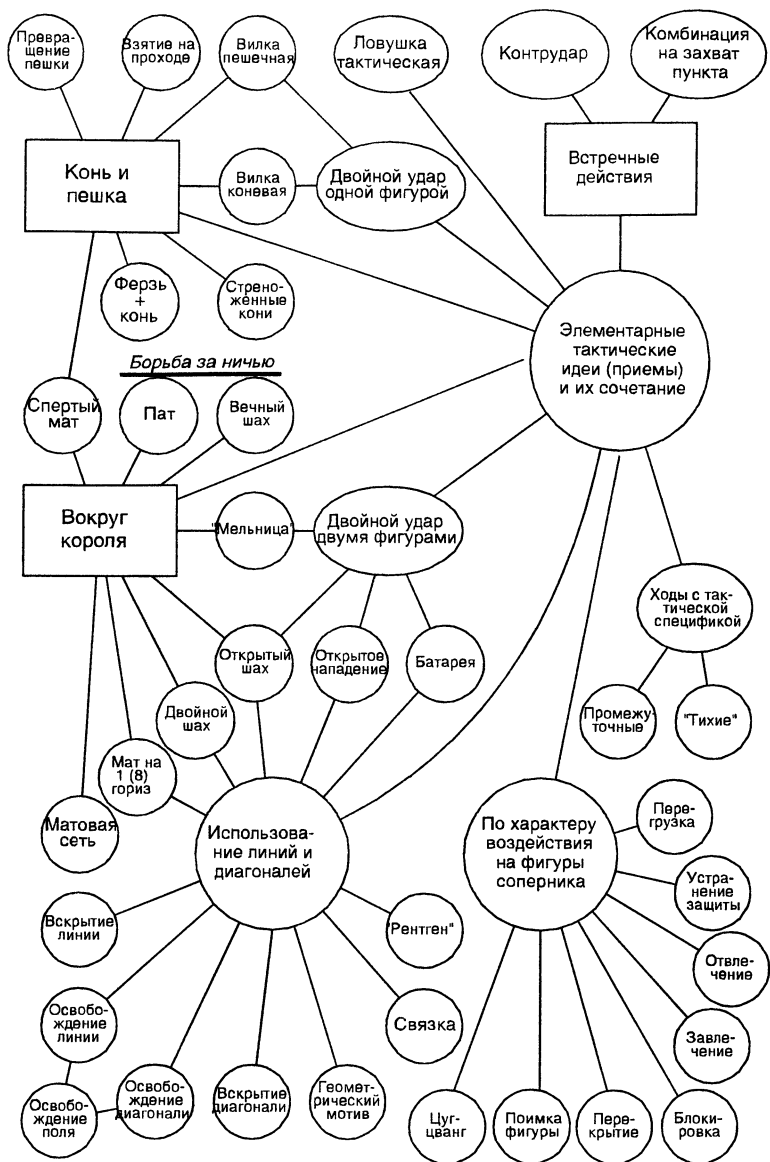 Превра-
щение
пешки
Взятие на
проходе
Вилка
пешечная
Ловушка
тактическая
Контрудар
Комбинация
на захват
пункта
Конь и
пешка
Вилка
коневая
Двойной удар
одной фигурой
Встречные
действия
Ферзь
+
конь
Стрено-
женные
кони
Элементарные
тактические
идеи (приемы)
и их сочетание
Борьба за ничью
Спертый
мат
Пат
Вечный
шах
Вокруг
короля
"Мельница"
Двойной удар
двумя фигурами
Ходы с так-
тической
спецификой
Открытый
шах
Открытое
нападение
Батарея
Двойной
шах
Промежу-
точные
"Тихие"
Мат на
1 (8)
гориз
Матовая
сеть
Использова-
ние линий и
диагоналей
По характеру
воздействия
на фигуры
соперника
Пере-
грузка
Устра-
нение
защиты
Вскрытие
линии
"Рентген"
Отвле-
чение
Освобо-
ждение
линии
Связка
Завле-
чение
Освобо-
ждение
поля
Освобо-
ждение
диагонали
Вскрытие
диагонали
Геомет-
рический
мотив
Цуг-
цванг
Поимка
фигуры
Пере-
крытие
Блоки-
ровка